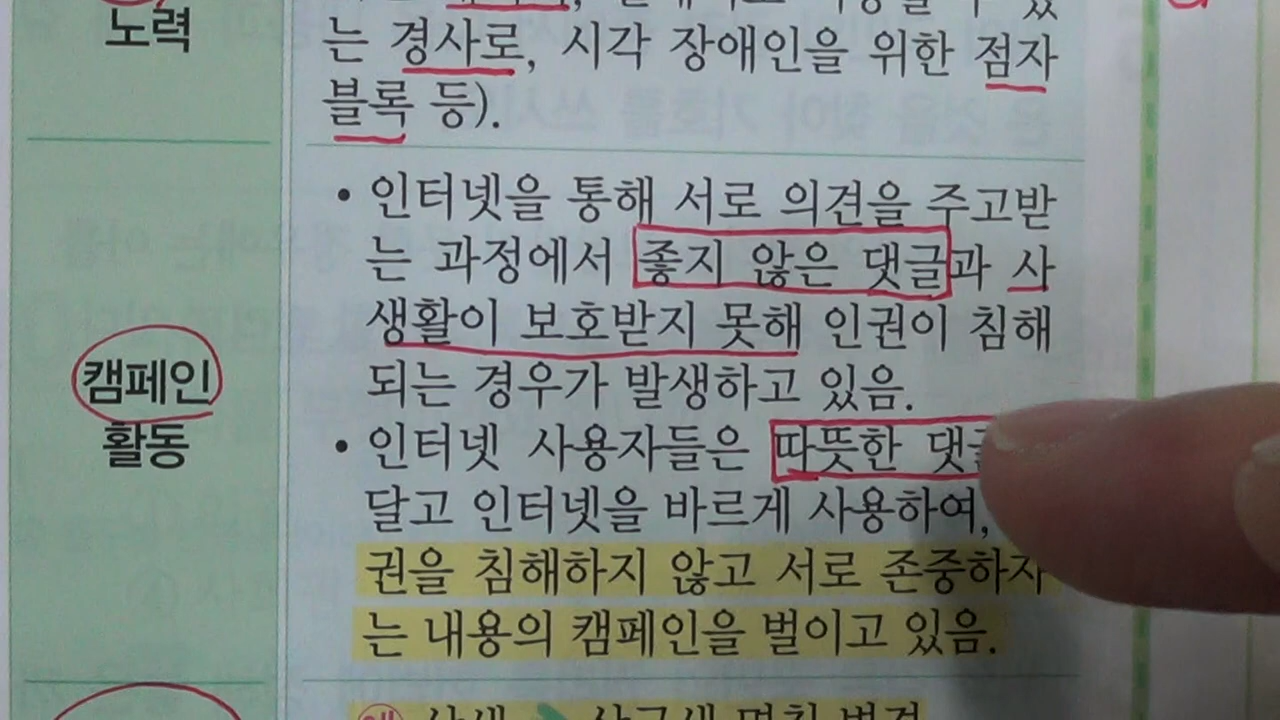 노력
는 경사로, 시각 장애인을 위한 점자
블록 등).
캠페인
활동
• 인터넷을 통해 서로 의견을 주고받
는 과정에서 좋지 않은 댓글과 사
생활이 보호받지 못해 인권이 침해
되는 경우가 발생하고 있음.
• 인터넷 사용자들은 따뜻한
달고 인터넷을 바르게 사용하여,
권을 침해하지 않고 서로 존중하자
는 내용의 캠페인을 벌이고 있음.